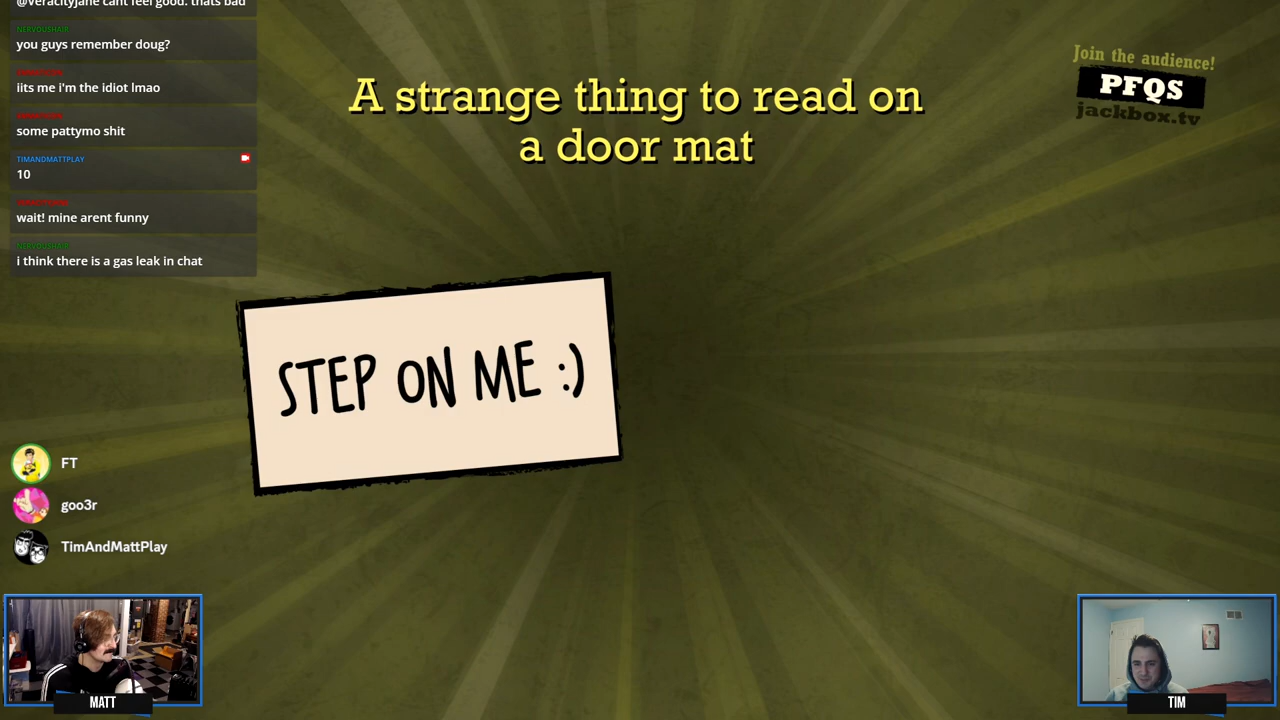 @veracityjane cant feel good. thats bad
NERVOUSHAIR
you guys remember doug?
iits me i'm the idiot lmao
some pattymo shit
TIMANDMATTPLAY
10
wait! mine arent funny
NERVOUSHAIR
i think there is a gas leak in chat
A strange thing to read on
a door mat
Join the audience!
PFQS
jackbox.tv
STEP ON ME :)
FT
goo3r
TimAndMattPlay
MATT
TIM